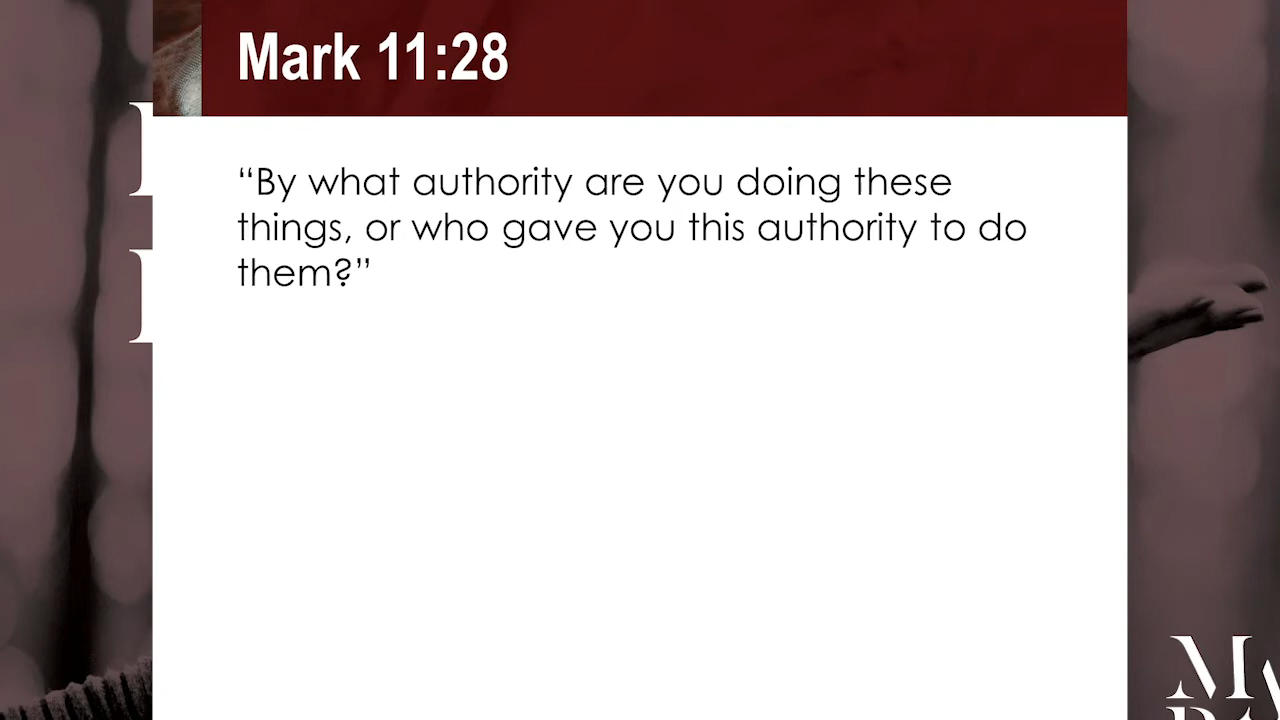 Mark 11:28
“By what authority are you doing these
things, or who gave you this authority to do
them?”